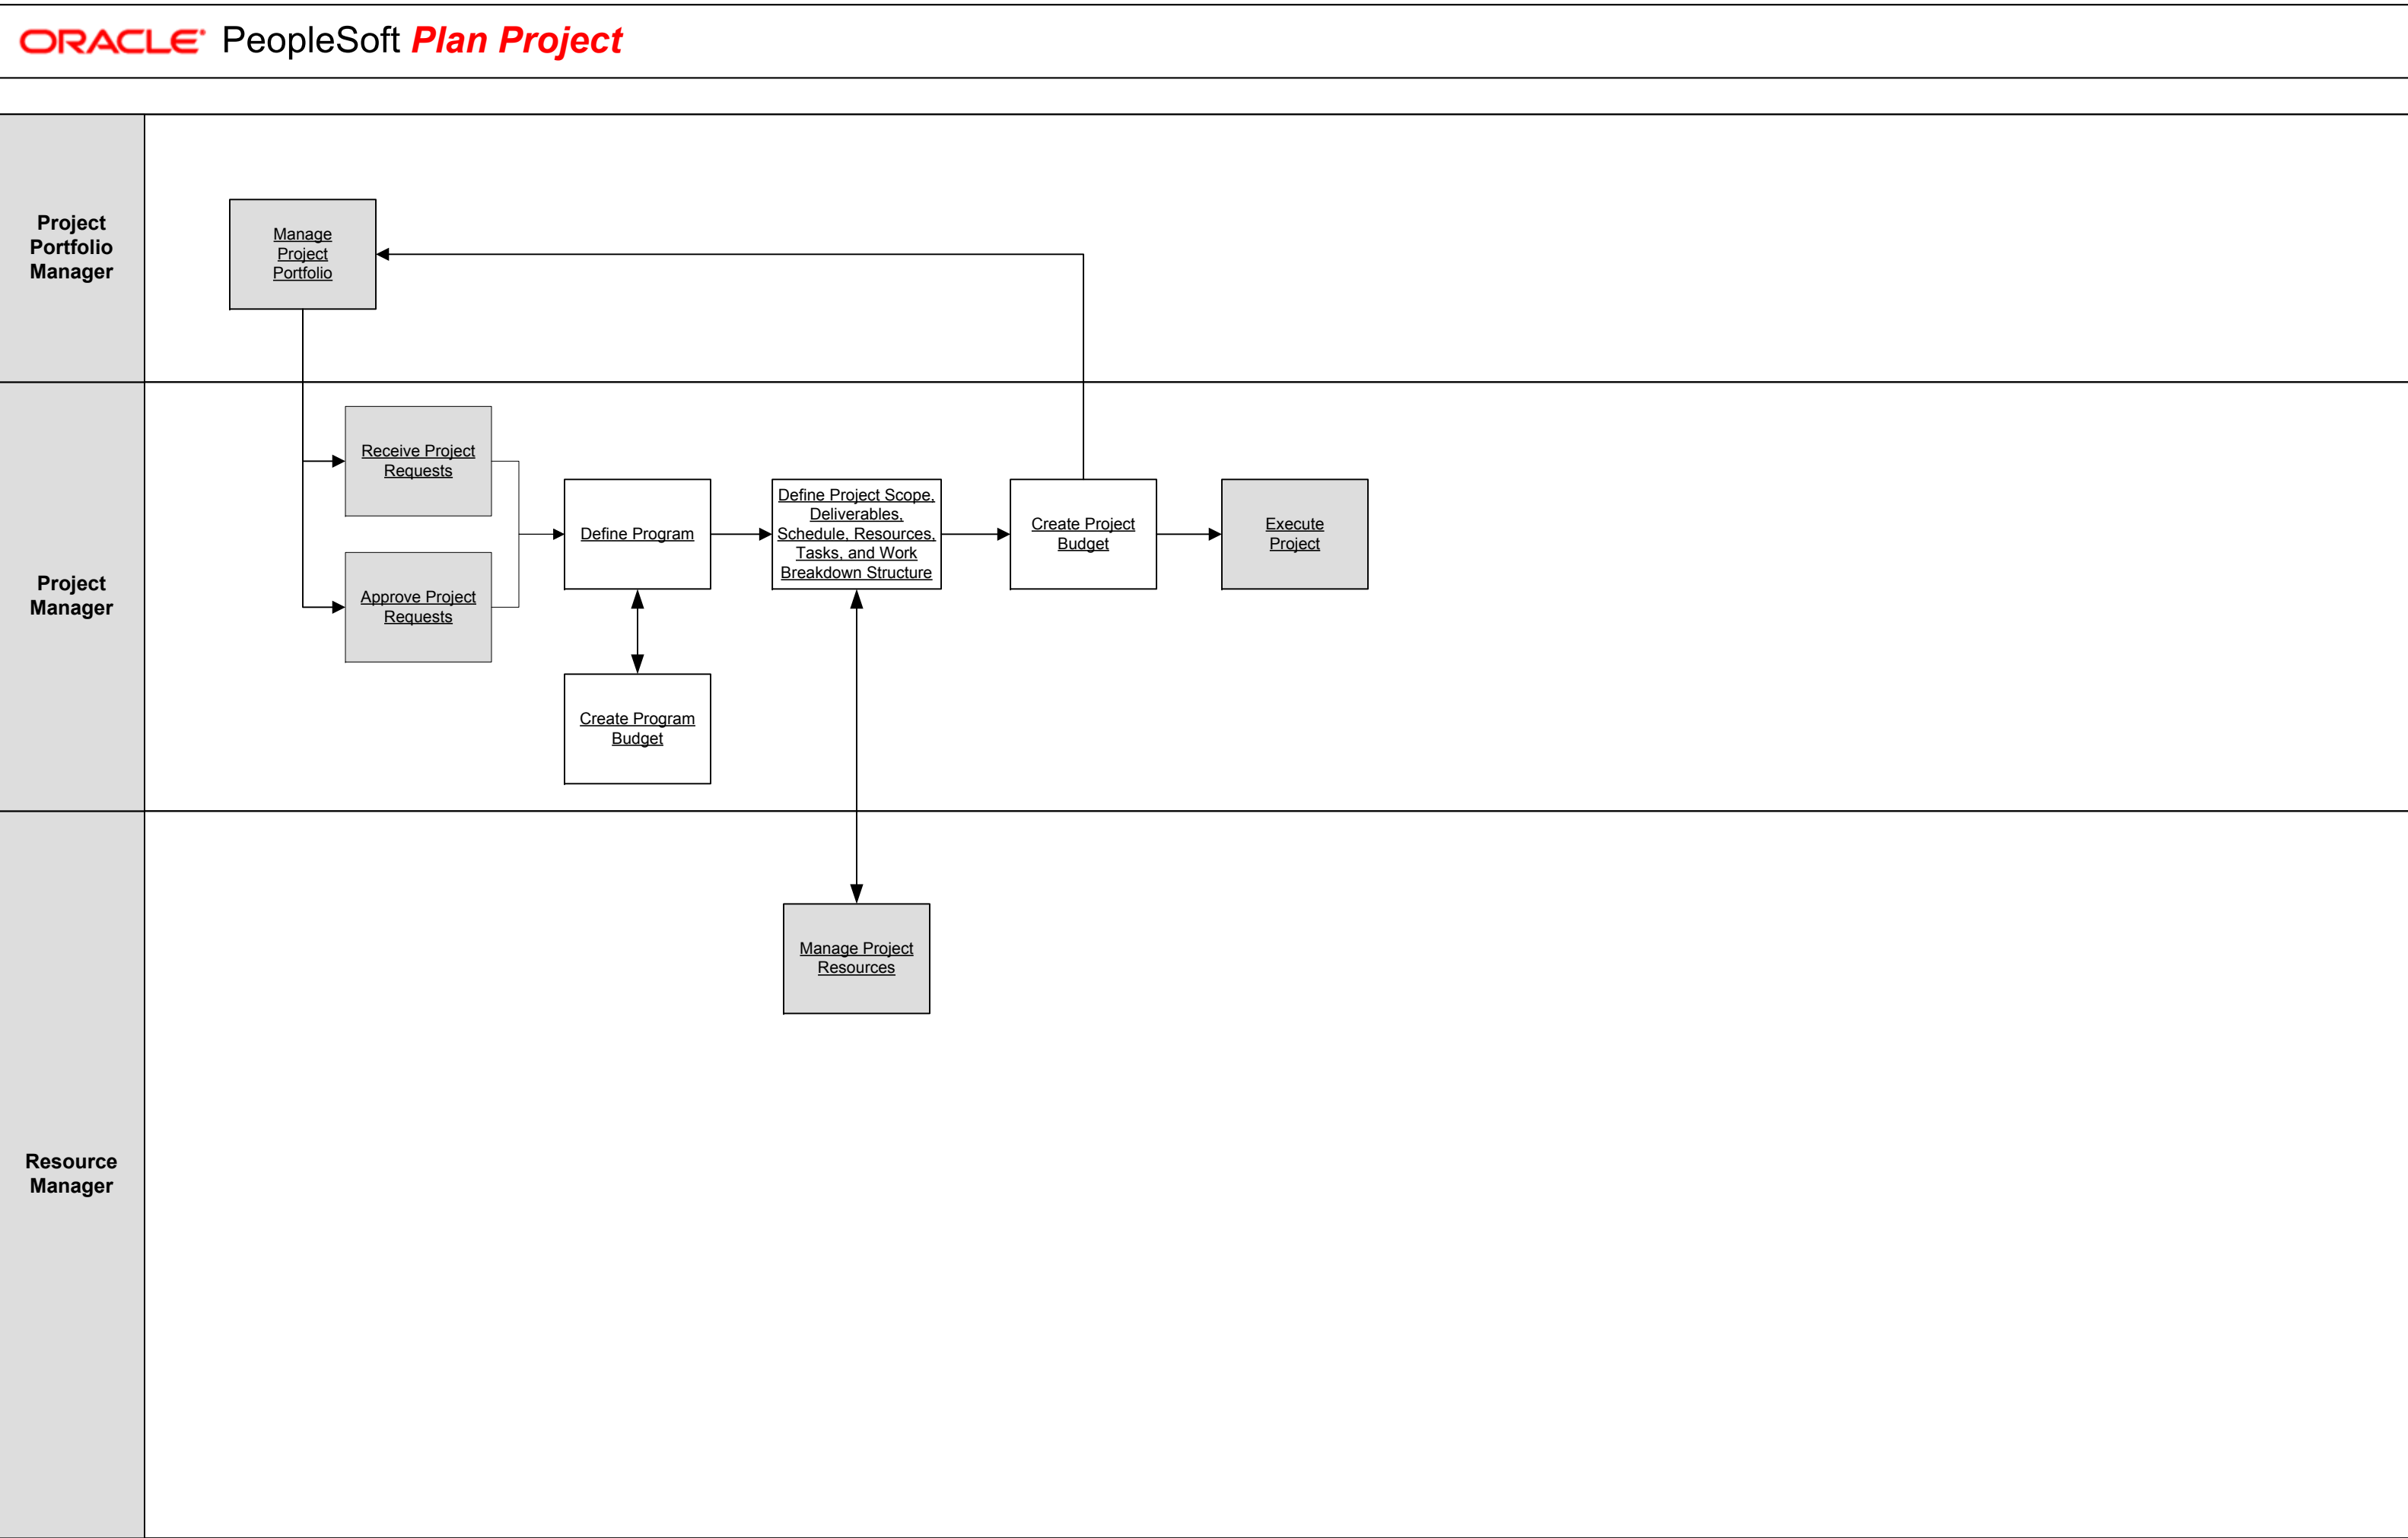 ORACLE PeopleSoft Plan Project
Project
Portfolio
Manager
Manage
Project
Portfolio
Project
Manager
Receive Project
Requests
Approve Project
Requests
Define Program
Create Program
Budget
Define Project Scope,
Deliverables,
Schedule, Resources,
Tasks, and Work
Breakdown Structure
Create Project
Budget
Execute
Project
Resource
Manager
Manage Project
Resources